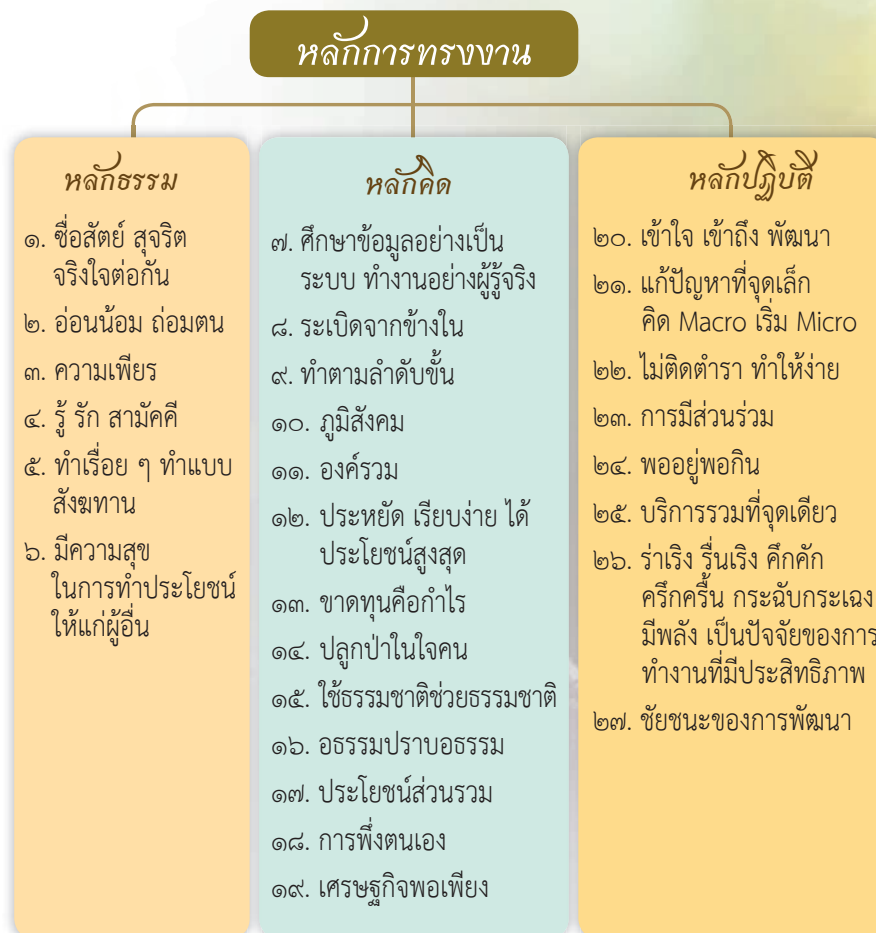 หลักการทรงงาน
หลักธรรม
๑. ซื่อสัตย์ สุจริต
จริงใจต่อกัน
๒. อ่อนน้อม ถ่อมตน
๓. ความเพียร
๔. รู้ รัก สามัคคี
๕. ทำเรื่อย ๆ ทำแบบ
สังฆทาน
๖. มีความสุข
ในการทำประโยชน์
ให้แก่ผู้อื่น
หลักคิด
๗. ศึกษาข้อมูลอย่างเป็น
ระบบ ทำงานอย่างผู้รู้จริง
๘. ระเบิดจากข้างใน
๙. ทำตามลำดับขั้น
๑๐. ภูมิสังคม
๑๑. องค์รวม
๑๒. ประหยัด เรียบง่าย ได้
ประโยชน์สูงสุด
๑๓. ขาดทุนคือกำไร
๑๔. ปลูกป่าในใจคน
๑๕. ใช้ธรรมชาติช่วยธรรมชาติ
๑๖. อธรรมปราบอธรรม
๑๗. ประโยชน์ส่วนรวม
๑๘. การพึ่งตนเอง
๑๙. เศรษฐกิจพอเพียง
หลักปฏิบัติ
๒๐. เข้าใจ เข้าถึง พัฒนา
๒๑. แก้ปัญหาที่จุดเล็ก
คิด Macro เริ่ม Micro
๒๒. ไม่ติดตำรา ทำให้ง่าย
๒๓. การมีส่วนร่วม
๒๔. พออยู่พอกิน
๒๕. บริการรวมที่จุดเดียว
๒๖. ร่าเริง รื่นเริง คึกคัก
ครึกครื้น กระฉับกระเฉง
มีพลัง เป็นปัจจัยของการ
ทำงานที่มีประสิทธิภาพ
๒๗. ชัยชนะของการพัฒนา